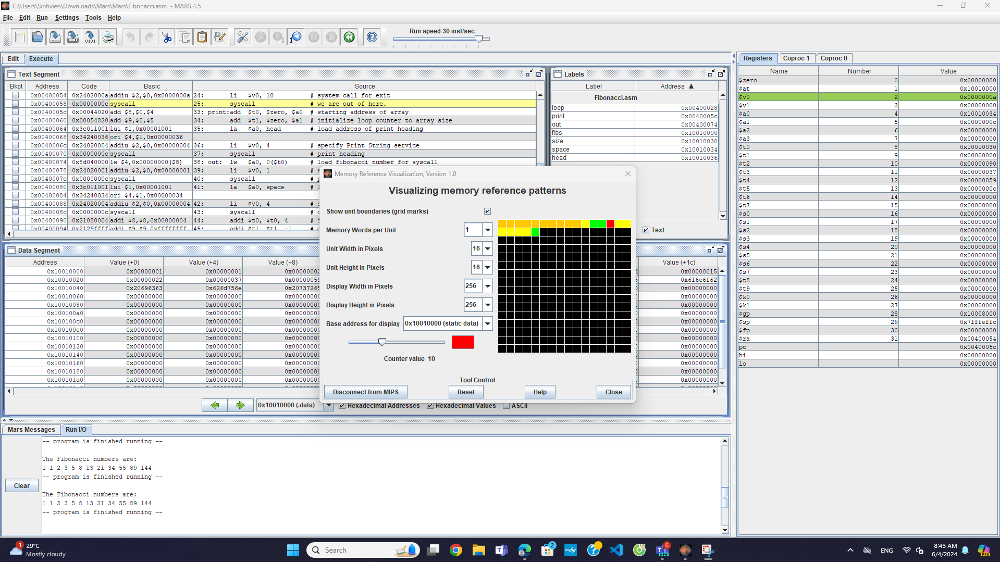 C:\Users\Sinhvien\Downloads\Mars\Mars\Fibonacci.asm - MARS 4.5
File Edit Run Settings Tools Help
Run speed 30 inst/sec
Edit Execute
Text Segment
Bkpt Address Code Basic Source
0x00400054 0x2402000a addiu $2,$0,0x0000000a 24: li $v0, 10 # system call for exit
0x00400058 0x0000000c syscall 25: syscall # we are out of here.
0x0040005c 0x00044020 add $8,$0,$4 33: print:add $t0, $zero, $a0 # starting address of array
0x00400060 0x00054820 add $9,$0,$5 34: add $t1, $zero, $a1 # initialize loop counter to array size
0x00400064 0x3c011001 lui $1,0x00001001 35: la $a0, head # load address of print heading
0x00400068 0x34240036 ori $4,$1,0x00000036
0x0040006c 0x24020004 addiu $2,$0,0x00000004 36: li $v0, 4 # specify Print String service
0x00400070 0x0000000c syscall 37: syscall # print heading
0x00400074 0x8d040000 lw $4,0x00000000($8) 38: out: lw $a0, 0($t0) # load fibonacci number for syscall
0x00400078 0x24020001 addiu $2,$0,0x00000001 39: li $v0, 1 #
0x0040007c 0x0000000c syscall 40: syscall #
0x00400080 0x3c011001 lui $1,0x00001001 41: la $a0, space #
0x00400084 0x34240034 ori $4,$1,0x00000034
0x00400088 0x24020004 addiu $2,$0,0x00000004 42: li $v0, 4 #
0x0040008c 0x0000000c syscall 43: syscall #
0x00400090 0x21080004 addi $8,$8,0x00000004 44: addi $t0, $t0, 4 #
0x00400094 0x2129ffff addi $9,$9,0xffffffff 45: addi $t1, $t1, -1 #
Labels
Label Address ▲
Fibonacci.asm
loop 0x00400028
print 0x0040005c
out 0x00400074
fibs 0x10010000
size 0x10010030
space 0x10010034
head 0x10010036
Text
Memory Reference Visualization, Version 1.0
Visualizing memory reference patterns
Show unit boundaries (grid marks)
Memory Words per Unit 1
Unit Width in Pixels 16
Unit Height in Pixels 16
Display Width in Pixels 256
Display Height in Pixels 256
Base address for display 0x10010000 (static data)
Counter value 10
Tool Control
Disconnect from MIPS Reset Help Close
Data Segment
Address Value (+0) Value (+4) Value (+8) Value (+1c)
0x10010000 0x00000001 0x00000001 0x00000002 0x00000015
0x10010020 0x00000022 0x00000037 0x00000059 0x616e6f62
0x10010040 0x20696363 0x626d756e 0x20737265 0x00000000
0x10010060 0x00000000 0x00000000 0x00000000 0x00000000
0x10010080 0x00000000 0x00000000 0x00000000 0x00000000
0x100100a0 0x00000000 0x00000000 0x00000000 0x00000000
0x100100c0 0x00000000 0x00000000 0x00000000 0x00000000
0x100100e0 0x00000000 0x00000000 0x00000000 0x00000000
0x10010100 0x00000000 0x00000000 0x00000000 0x00000000
0x10010120 0x00000000 0x00000000 0x00000000 0x00000000
0x10010140 0x00000000 0x00000000 0x00000000 0x00000000
0x10010160 0x00000000 0x00000000 0x00000000 0x00000000
0x10010180 0x00000000 0x00000000 0x00000000 0x00000000
0x100101a0 0x00000000 0x00000000 0x00000000 0x00000000
0x10010000 (.data) Hexadecimal Addresses Hexadecimal Values ASCII
Mars Messages Run I/O
Clear
-- program is finished running --
The Fibonacci numbers are:
1 1 2 3 5 8 13 21 34 55 89 144
-- program is finished running --
The Fibonacci numbers are:
1 1 2 3 5 8 13 21 34 55 89 144
-- program is finished running --
Registers Coproc 1 Coproc 0
Name Number Value
$zero 0 0x00000000
$at 1 0x10010000
$v0 2 0x0000000a
$v1 3 0x00000000
$a0 4 0x10010034
$a1 5 0x0000000c
$a2 6 0x00000000
$a3 7 0x00000000
$t0 8 0x10010030
$t1 9 0x00000000
$t2 10 0x00000090
$t3 11 0x00000037
$t4 12 0x00000059
$t5 13 0x0000000c
$t6 14 0x00000000
$t7 15 0x00000000
$s0 16 0x00000000
$s1 17 0x00000000
$s2 18 0x00000000
$s3 19 0x00000000
$s4 20 0x00000000
$s5 21 0x00000000
$s6 22 0x00000000
$s7 23 0x00000000
$t8 24 0x00000000
$t9 25 0x00000000
$k0 26 0x00000000
$k1 27 0x00000000
$gp 28 0x10008000
$sp 29 0x7fffeffc
$fp 30 0x00000000
$ra 31 0x00400054
pc 0x0040005c
hi 0x00000000
lo 0x00000000
1 29°C
Mostly cloudy
Search
2
myhp
6
NEW
ENG
8:43 AM
6/4/2024
PRE